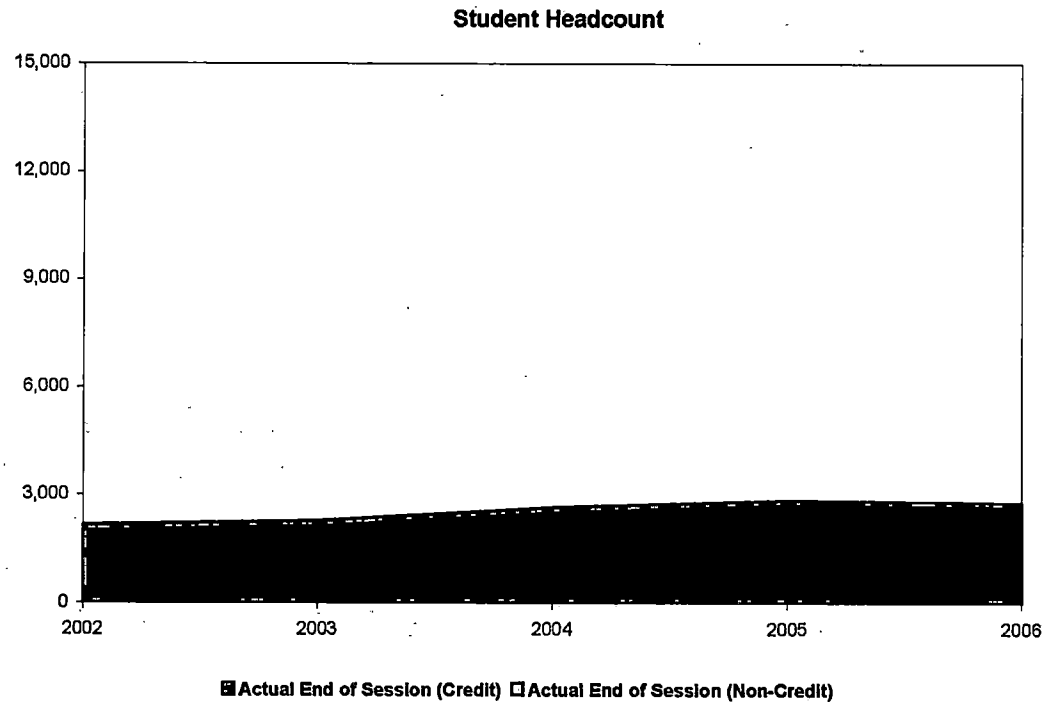 Student Headcount
15,000
12,000
9,000
6,000
3,000
0
2002 2003 2004 2005 2006
Actual End of Session (Credit) Actual End of Session (Non-Credit)